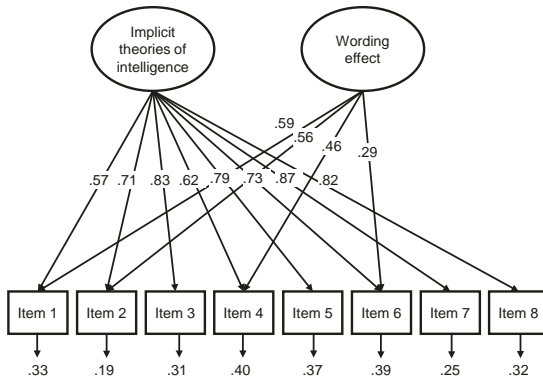 Implicit
theories of
intelligence
Wording
effect
.59
.56
.46
.29
.57
.71
.83
.62
.79
.73
.87
.82
Item 1
Item 2
Item 3
Item 4
Item 5
Item 6
Item 7
Item 8
.33
.19
.31
.40
.37
.39
.25
.32